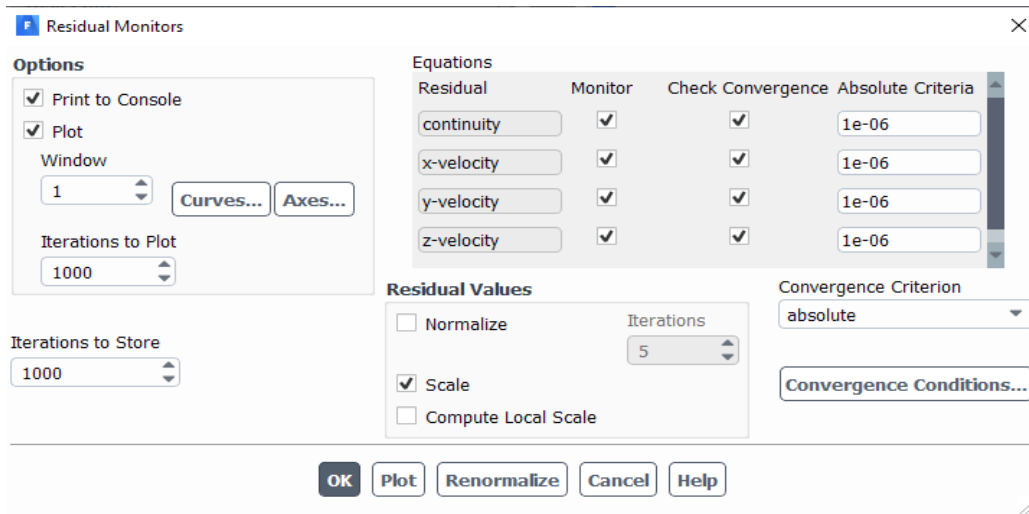 F Residual Monitors
Options
Print to Console
Plot
Window
1
Curves... Axes...
Iterations to Plot
1000
Iterations to Store
1000
Equations
Residual Monitor Check Convergence Absolute Criteria
continuity 1e-06
x-velocity 1e-06
y-velocity 1e-06
z-velocity 1e-06
Residual Values
Normalize
Iterations
5
Scale
Compute Local Scale
Convergence Criterion
absolute
Convergence Conditions...
OK Plot Renormalize Cancel Help